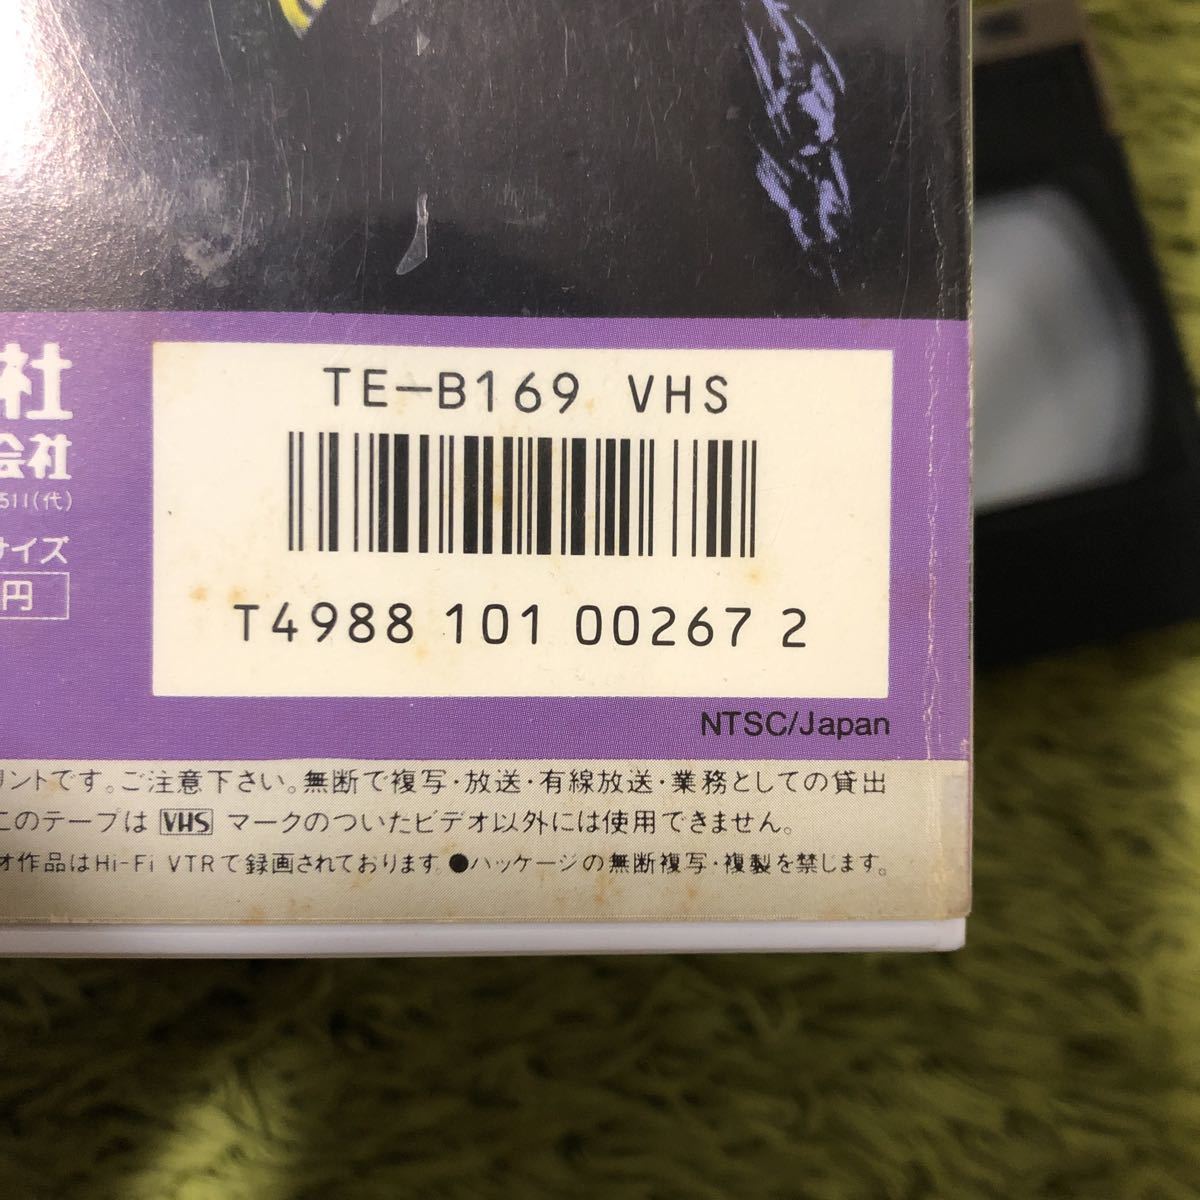 社
会社
511(代)
サイズ
円
TE-B169 VHS
T4988 101 00267 2
NTSC/Japan
リントです。ご注意下さい。無断で複写・放送・有線放送・業務としての貸出
このテープは VHS マークのついたビデオ以外には使用できません。
オ作品はHi-Fi VTRで録画されております。●パッケージの無断複写・複製を禁じます。